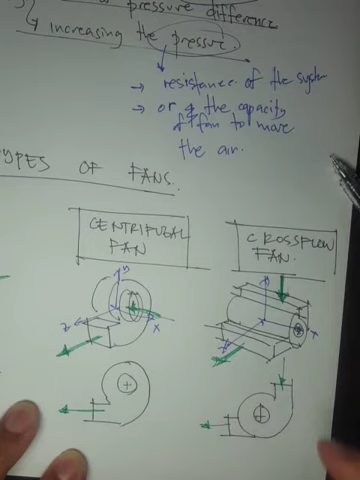 pressure difference
↳ increasing the pressure.
→ resistance of the system
→ or the capacity
of fan to move
the air.
TYPES OF FANS.
CENTRIFUGAL
FAN
CROSSFLOW
FAN.
y
z
x
x